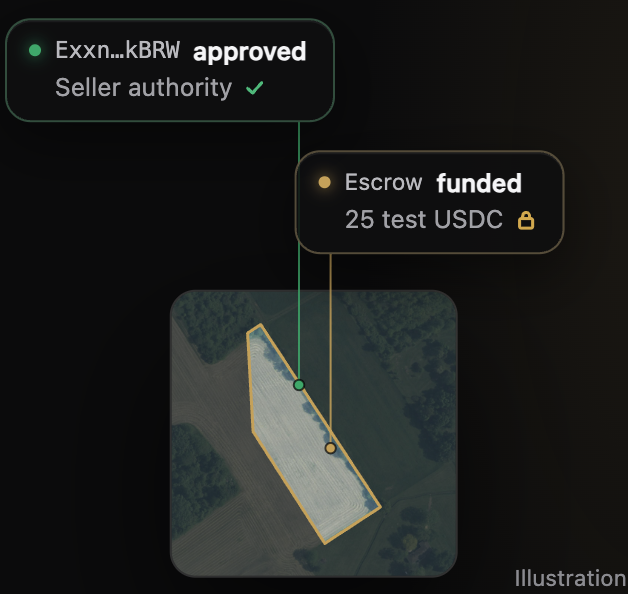 Exxn…kBRW approved
Seller authority
Escrow funded
25 test USDC
Illustration